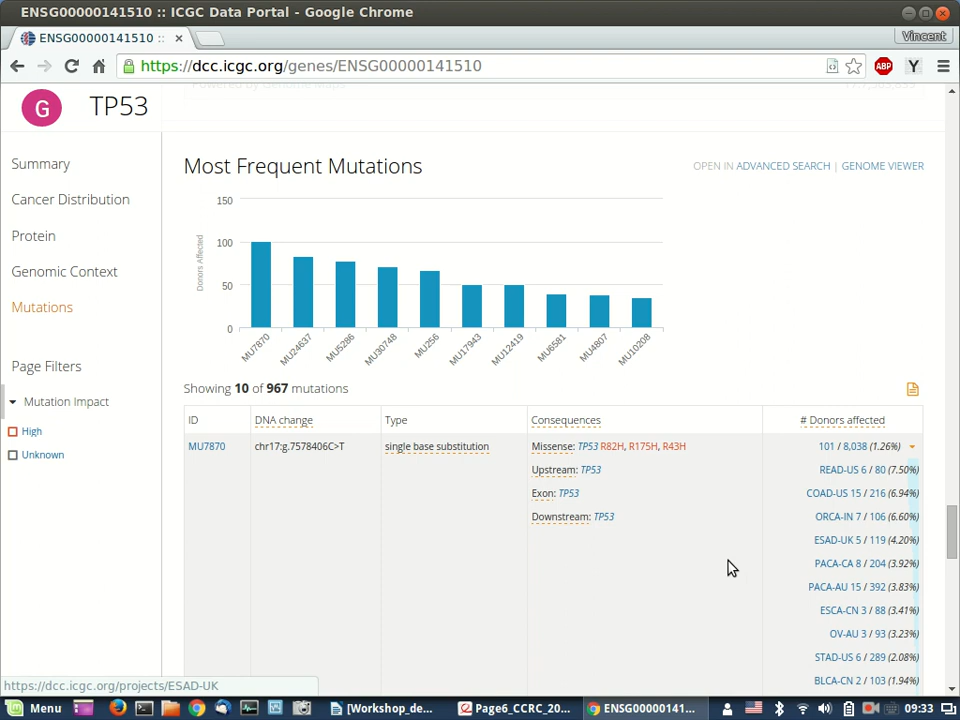 ENSG00000141510 :: ICGC Data Portal - Google Chrome
ENSG00000141510 ::
Vincent
https://dcc.icgc.org/genes/ENSG00000141510
ABP
Y
G
TP53
Powered by Genome Maps
Summary
Cancer Distribution
Protein
Genomic Context
Mutations
Page Filters
Mutation Impact
High
Unknown
Most Frequent Mutations
OPEN IN ADVANCED SEARCH | GENOME VIEWER
150
100
50
0
Donors Affected
MU7870
MU24637
MU5286
MU30748
MU256
MU17943
MU12419
MU6581
MU4807
MU10208
Showing 10 of 967 mutations
ID DNA change Type Consequences # Donors affected
MU7870 chr17:g.7578406C>T single base substitution Missense: TP53 R82H, R175H, R43H 101 / 8,038 (1.26%)
READ-US 6 / 80 (7.50%)
Upstream: TP53
COAD-US 15 / 216 (6.94%)
Exon: TP53
ORCA-IN 7 / 106 (6.60%)
Downstream: TP53
ESAD-UK 5 / 119 (4.20%)
PACA-CA 8 / 204 (3.92%)
PACA-AU 15 / 392 (3.83%)
ESCA-CN 3 / 88 (3.41%)
OV-AU 3 / 93 (3.23%)
STAD-US 6 / 289 (2.08%)
BLCA-CN 2 / 103 (1.94%)
https://dcc.icgc.org/projects/ESAD-UK
Menu
[Workshop_de...
Page6_CCRC_20...
ENSG00000141...
09:33